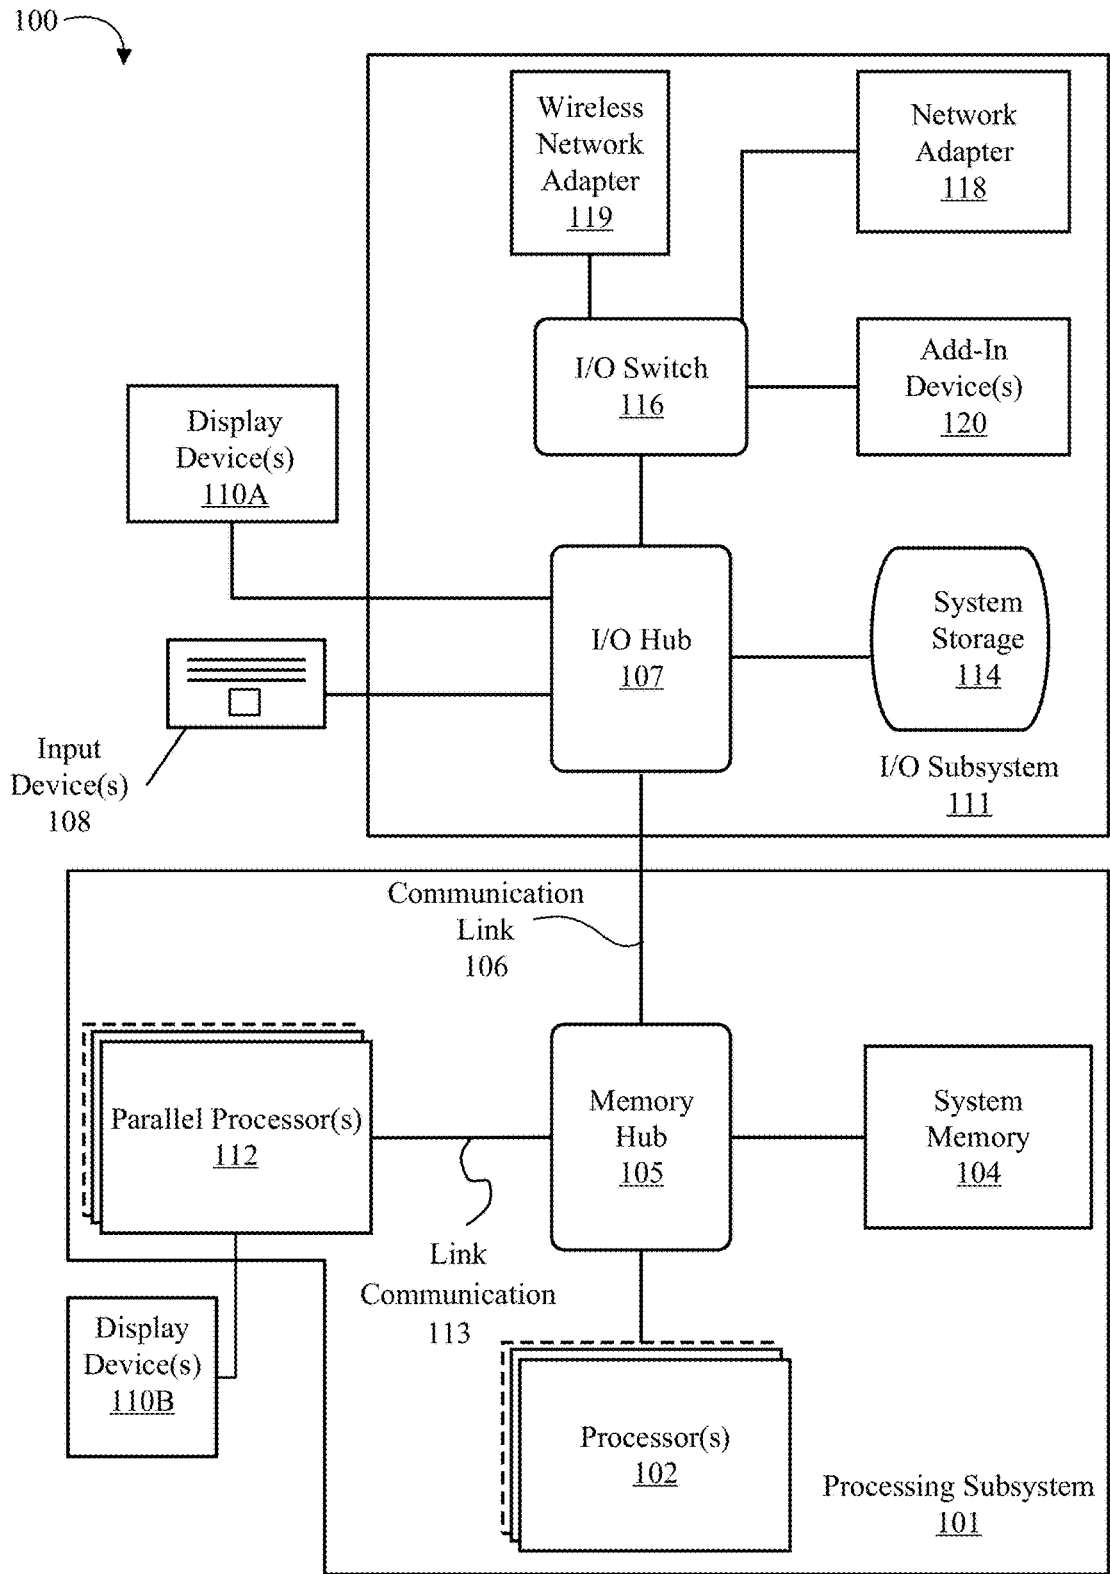 100
Wireless
Network
Adapter
119
Network
Adapter
118
I/O Switch
116
Add-In
Device(s)
120
Display
Device(s)
110A
I/O Hub
107
System
Storage
114
Input
Device(s)
108
I/O Subsystem
111
Communication
Link
106
Parallel Processor(s)
112
Memory
Hub
105
System
Memory
104
Link
Communication
113
Display
Device(s)
110B
Processor(s)
102
Processing Subsystem
101